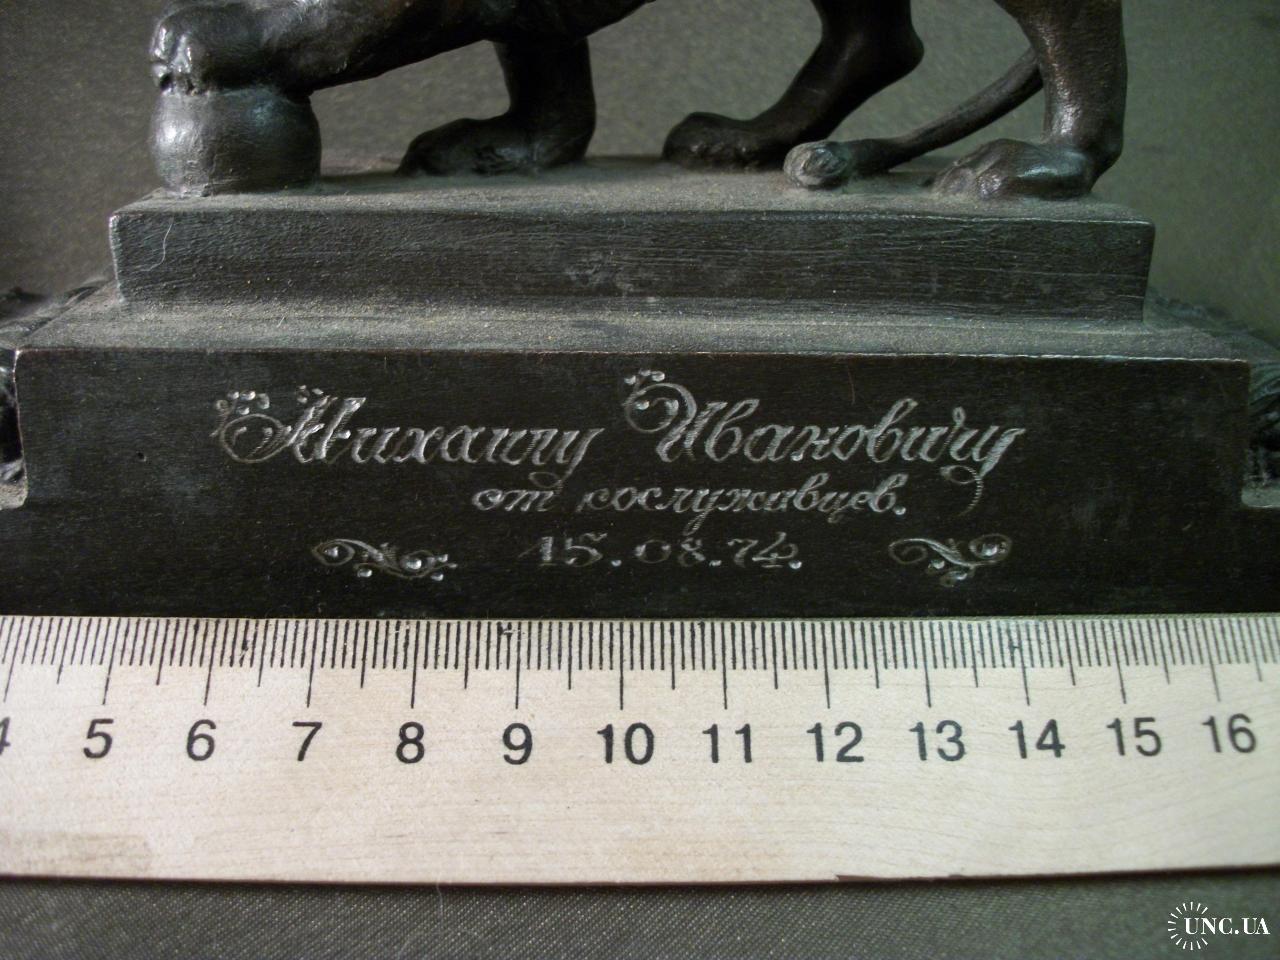 Михаилу Ивановичу
от сослуживцев.
15.08.74.
4 5 6 7 8 9 10 11 12 13 14 15 16
UNC.UA